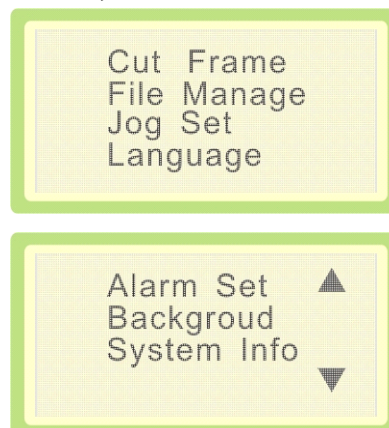 Cut Frame
File Manage
Jog Set
Language
Alarm Set
Backgroud
System Info